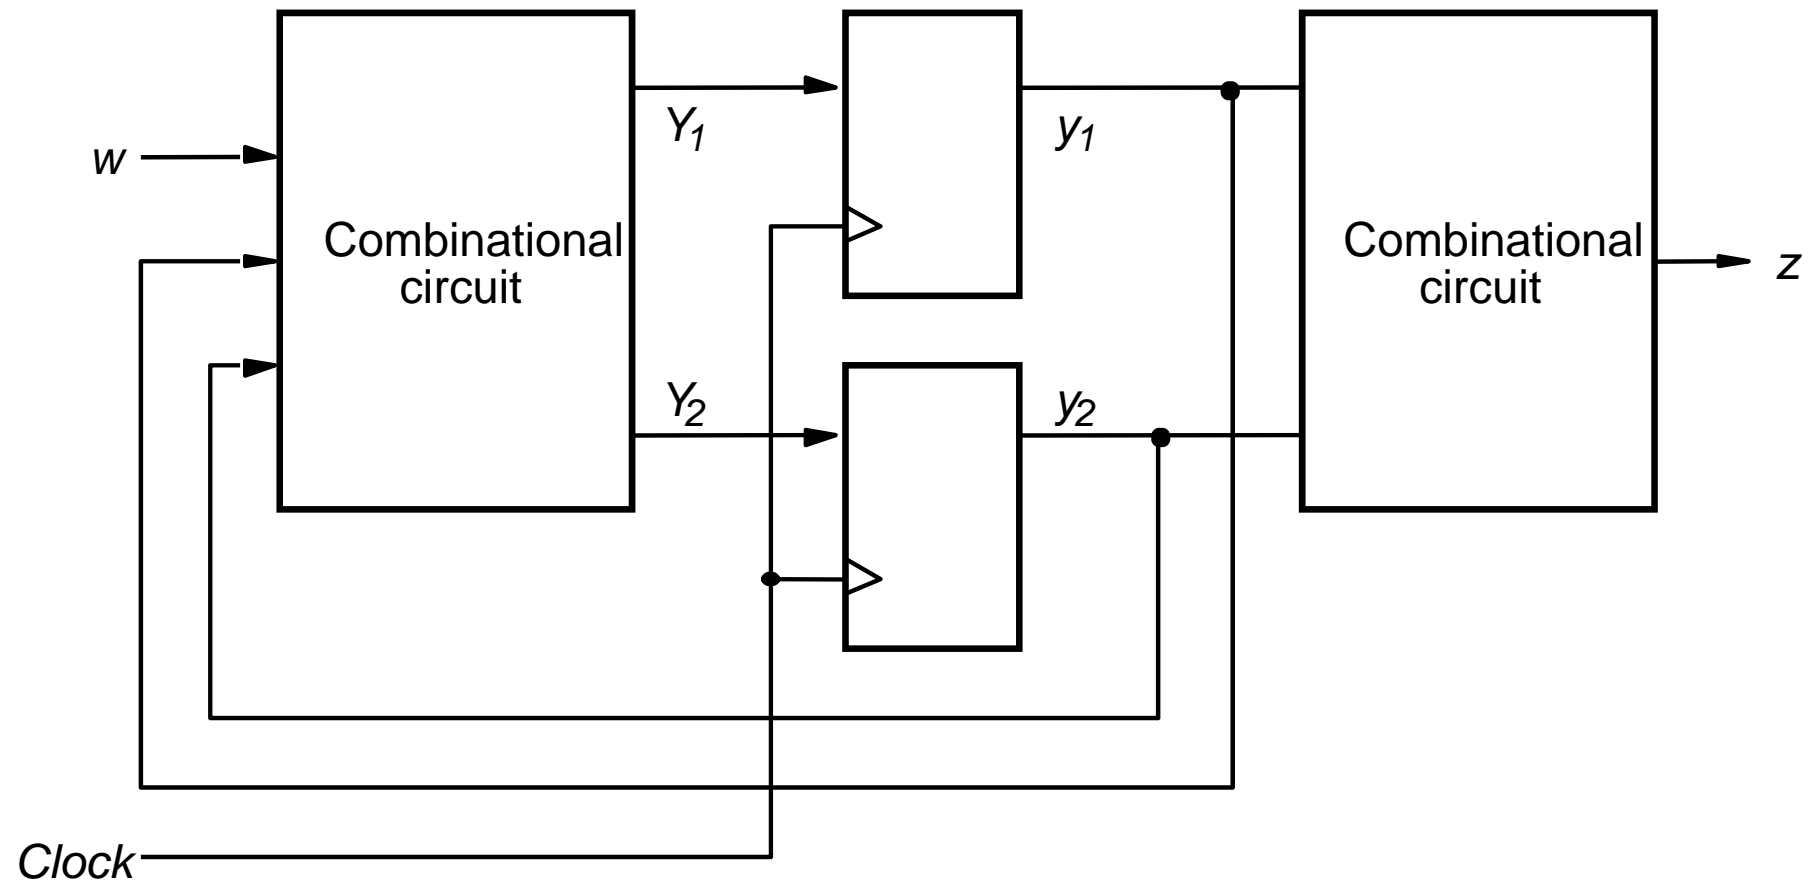 w
Combinational
circuit
Y1
y1
Combinational
circuit
z
Y2
y2
Clock